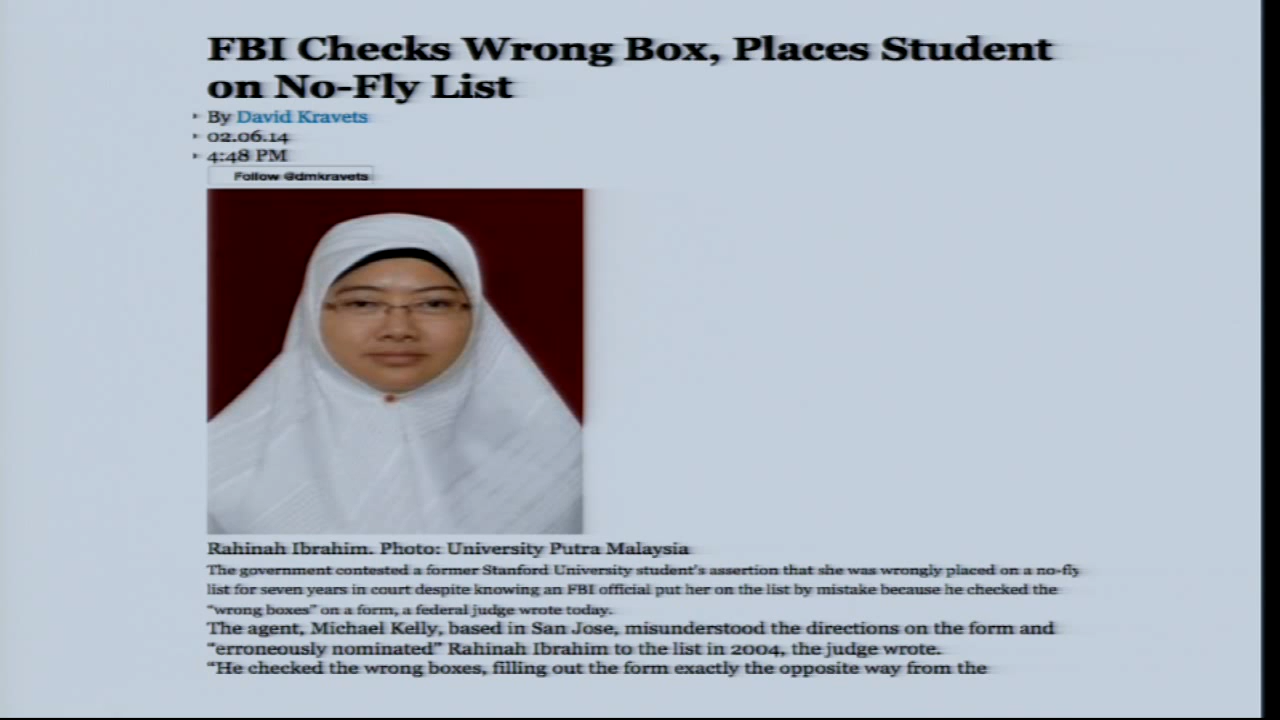 FBI Checks Wrong Box, Places Student
on No-Fly List
By David Kravets
02.06.14
4:48 PM
Follow @dmkravets
Rahinah Ibrahim. Photo: University Putra Malaysia
The government contested a former Stanford University student's assertion that she was wrongly placed on a no-fly
list for seven years in court despite knowing an FBI official put her on the list by mistake because he checked the
"wrong boxes" on a form, a federal judge wrote today.
The agent, Michael Kelly, based in San Jose, misunderstood the directions on the form and
"erroneously nominated" Rahinah Ibrahim to the list in 2004, the judge wrote.
"He checked the wrong boxes, filling out the form exactly the opposite way from the